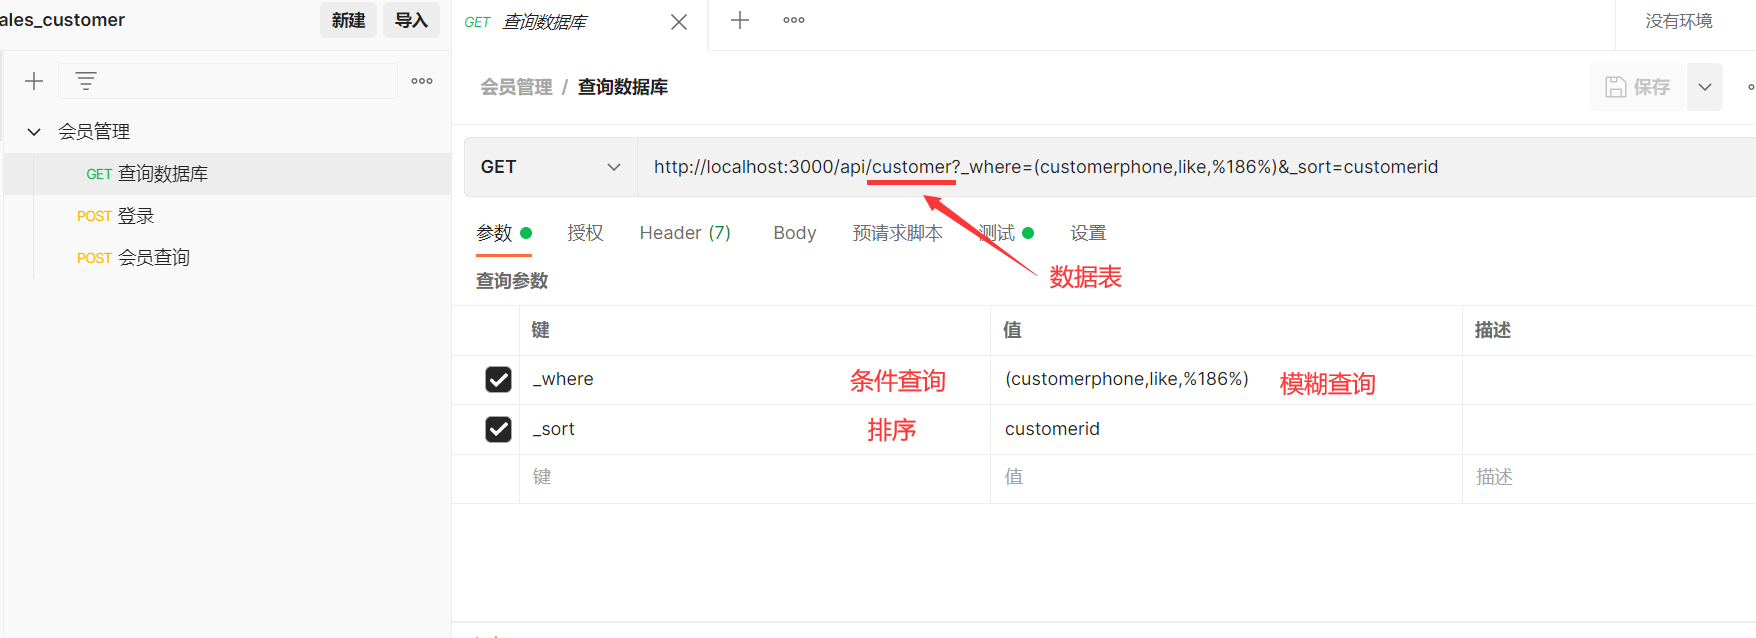 ales_customer
新建
导入
GET 查询数据库
没有环境
会员管理 / 查询数据库
保存
会员管理
GET 查询数据库
POST 登录
POST 会员查询
GET
http://localhost:3000/api/customer?_where=(customerphone,like,%186%)&_sort=customerid
参数
授权
Header (7)
Body
预请求脚本
测试
设置
数据表
查询参数
键
值
描述
_where
条件查询
(customerphone,like,%186%)
模糊查询
_sort
排序
customerid
键
值
描述